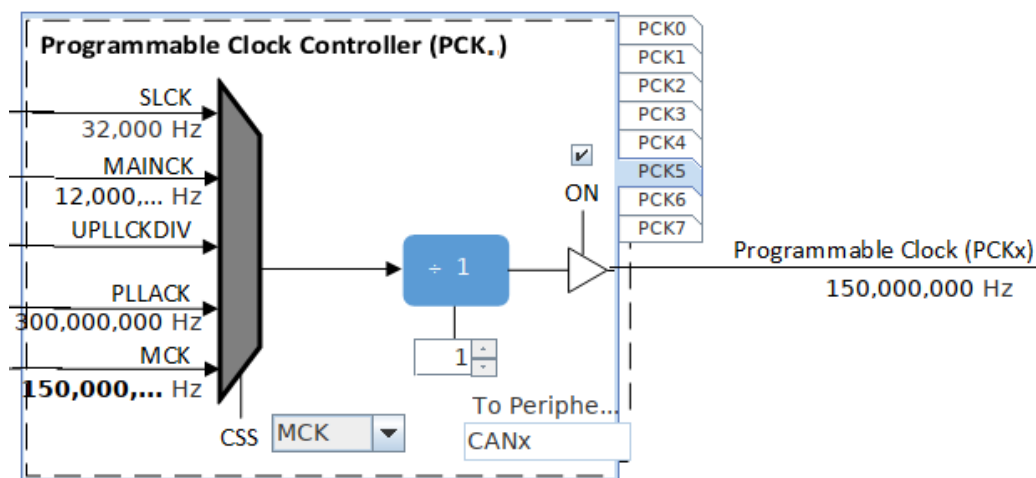 Programmable Clock Controller (PCK..)
SLCK
32,000 Hz
MAINCK
12,000,... Hz
UPLLCKDIV
PLLACK
300,000,000 Hz
MCK
150,000,... Hz
CSS
MCK
÷ 1
1
ON
To Periphe...
CANx
PCK0
PCK1
PCK2
PCK3
PCK4
PCK5
PCK6
PCK7
Programmable Clock (PCKx)
150,000,000 Hz